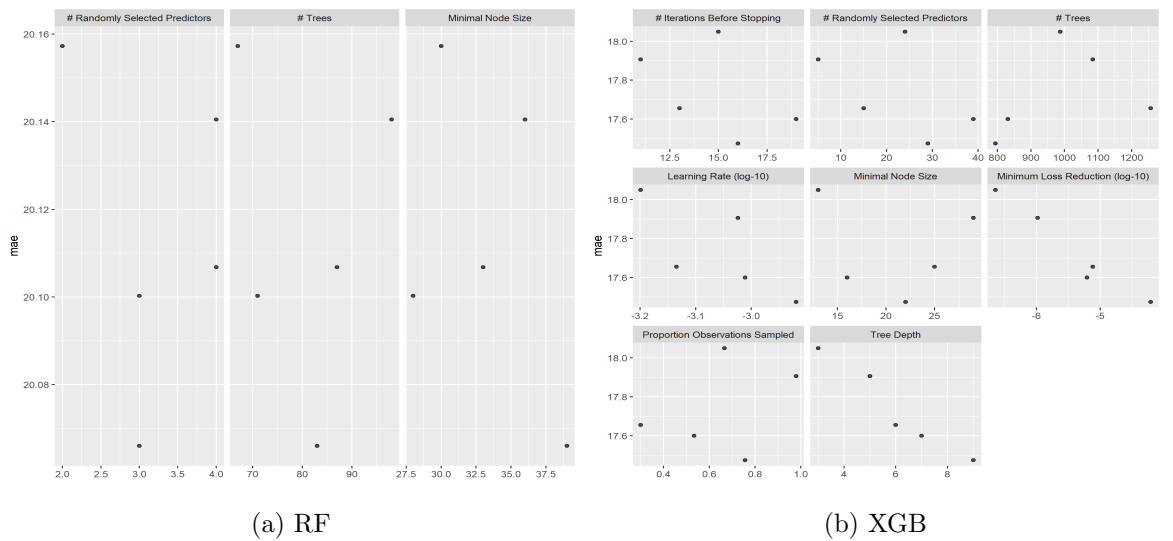 # Randomly Selected Predictors # Trees Minimal Node Size
mae
20.16
20.14
20.12
20.10
20.08
2.0 2.5 3.0 3.5 4.0 70 80 90 27.5 30.0 32.5 35.0 37.5
(a) RF
# Iterations Before Stopping # Randomly Selected Predictors # Trees
18.0
17.8
17.6
12.5 15.0 17.5 10 20 30 40 800 900 1000 1100 1200
Learning Rate (log-10) Minimal Node Size Minimum Loss Reduction (log-10)
mae
18.0
17.8
17.6
-3.2 -3.1 -3.0 15 20 25 -6 -5
Proportion Observations Sampled Tree Depth
18.0
17.8
17.6
0.4 0.6 0.8 1.0 4 6 8
(b) XGB